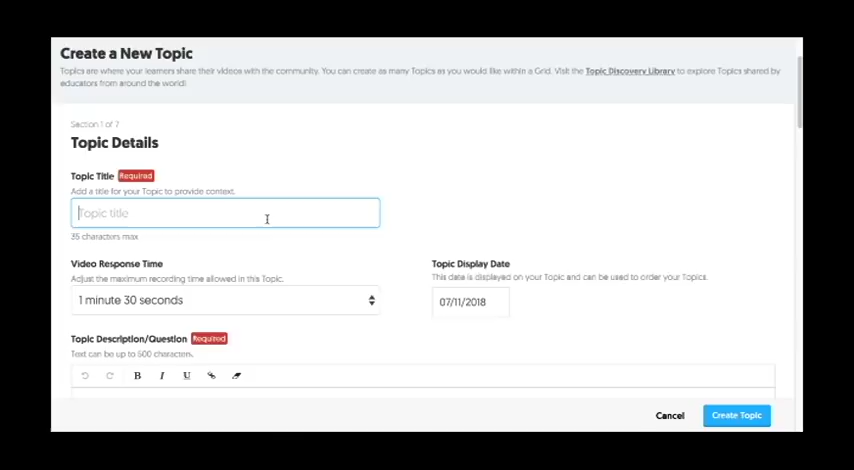 Create a New Topic
Topics are where your learners share their videos with the community. You can create as many Topics as you would like within a Grid. Visit the Topic Discovery Library to explore Topics shared by
educators from around the world!
Section 1 of 7
Topic Details
Topic Title Required
Add a title for your Topic to provide context.
Topic title
35 characters max
Video Response Time
Adjust the maximum recording time allowed in this Topic.
1 minute 30 seconds
Topic Display Date
This date is displayed on your Topic and can be used to order your Topics.
07/11/2018
Topic Description/Question Required
Text can be up to 500 characters.
B I U
Cancel Create Topic